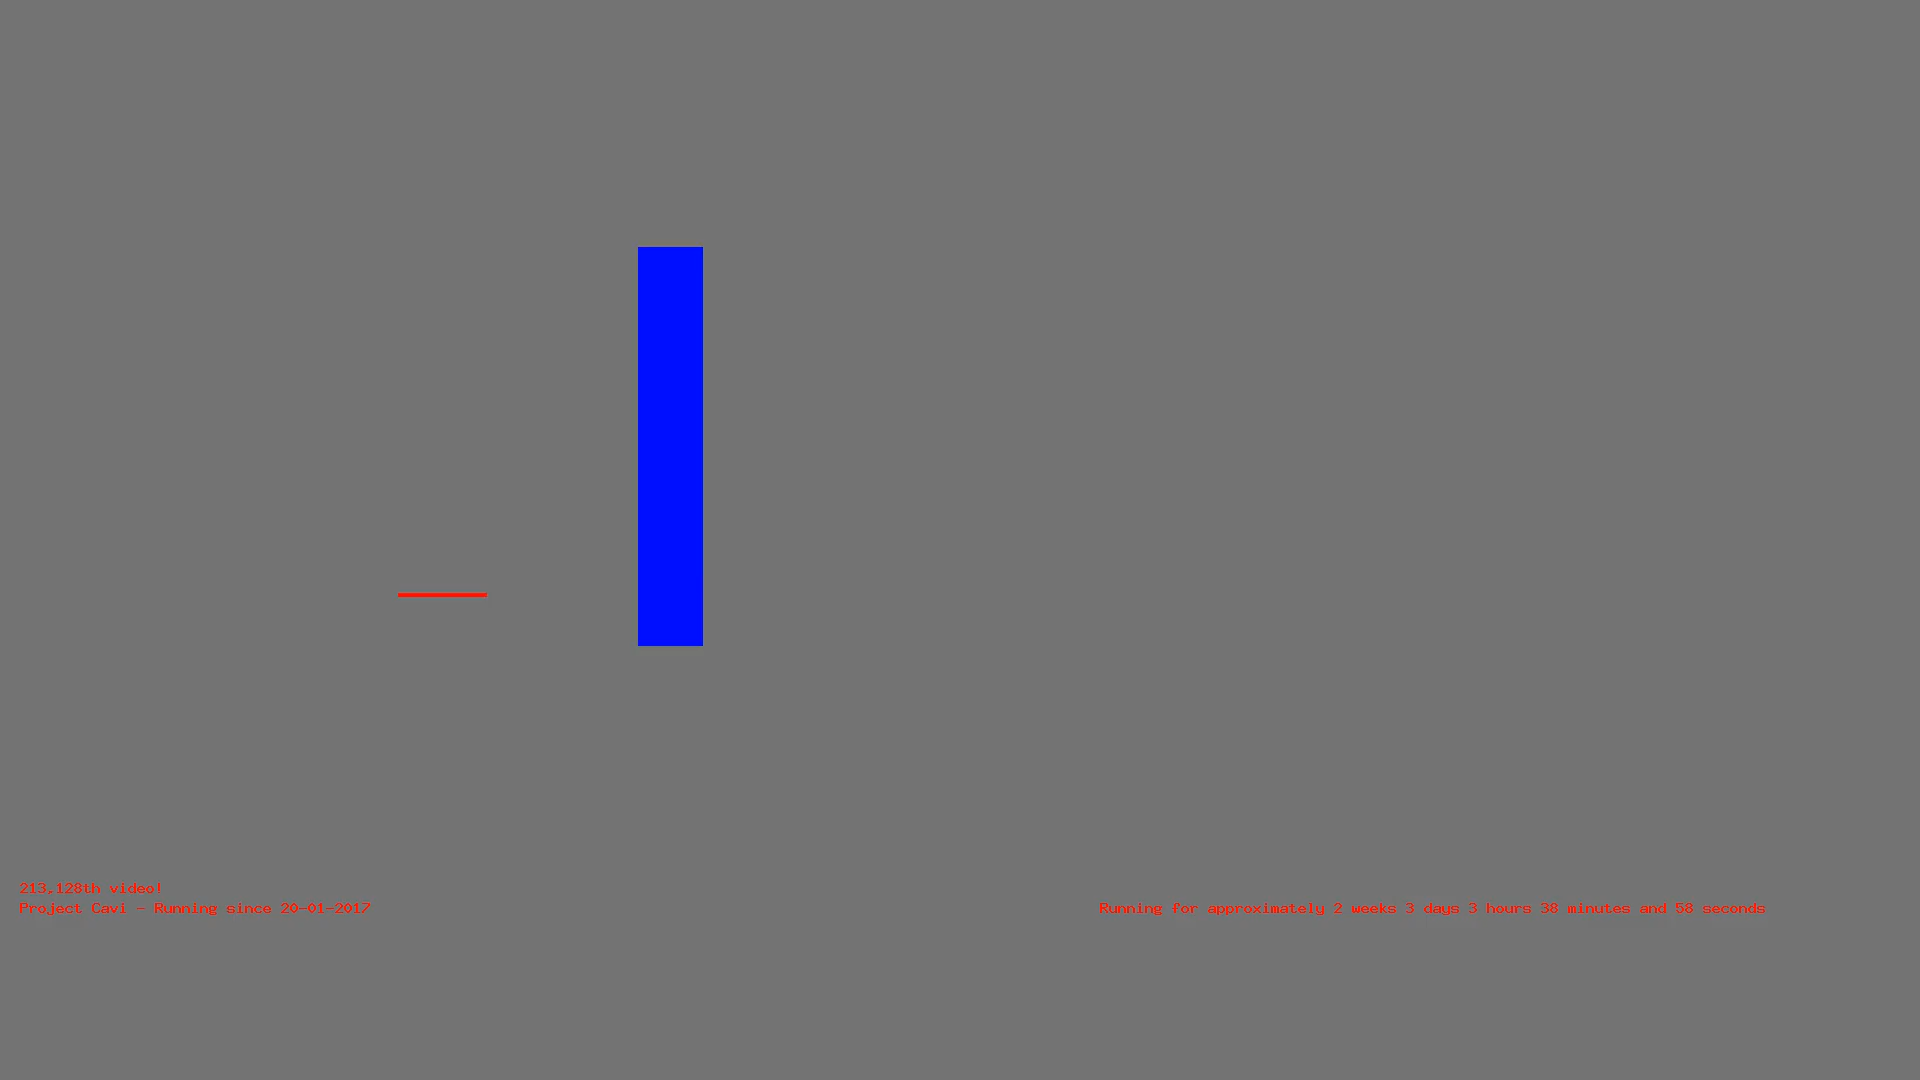 213,128th video!
Project Cavi - Running since 20-01-2017
Running for approximately 2 weeks 3 days 3 hours 38 minutes and 58 seconds